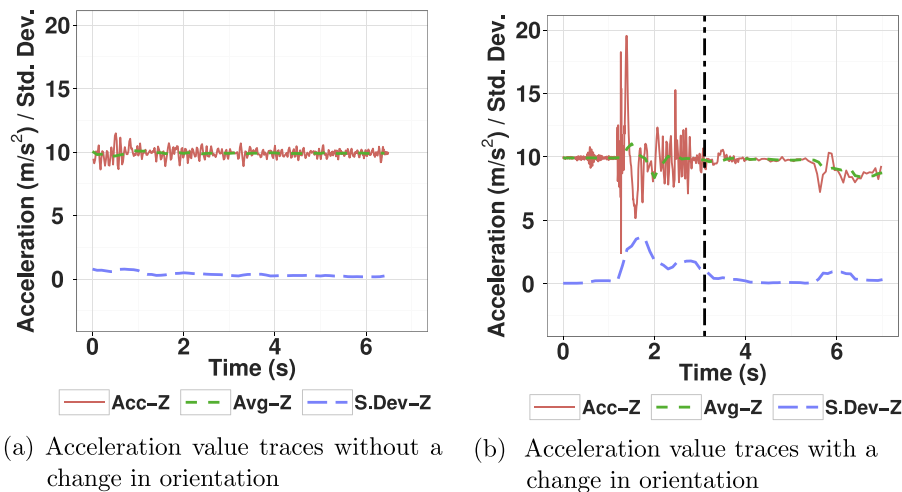 Acceleration (m/s²) / Std. Dev.
20
15
10
5
0
0 2 4 6
Time (s)
Acc-Z Avg-Z S.Dev-Z
(a) Acceleration value traces without a
change in orientation
Acceleration (m/s²) / Std. Dev.
20
15
10
5
0
0 2 4 6
Time (s)
Acc-Z Avg-Z S.Dev-Z
(b) Acceleration value traces with a
change in orientation